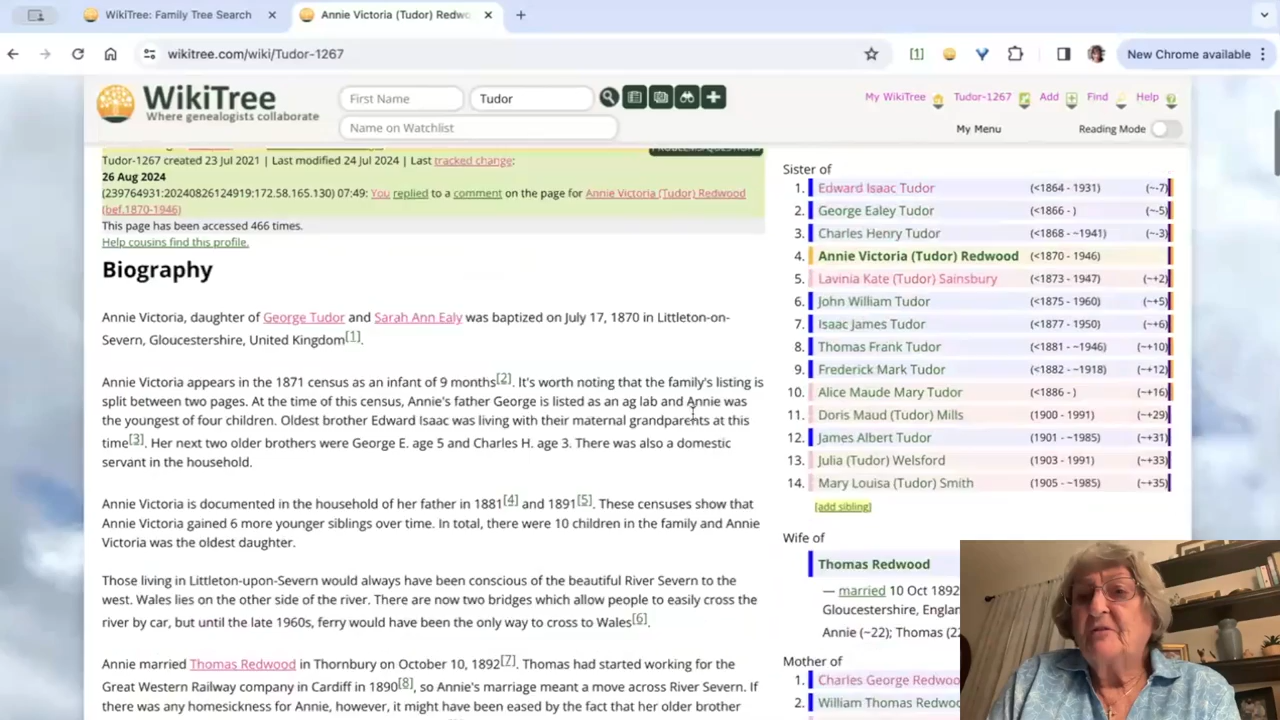 WikiTree: Family Tree Search
Annie Victoria (Tudor) Redwo
wikitree.com/wiki/Tudor-1267
[1]
New Chrome available
WikiTree
Where genealogists collaborate
First Name
Tudor
Name on Watchlist
My WikiTree
Tudor-1267
Add
Find
Help
My Menu
Reading Mode
Tudor-1267 created 23 Jul 2021 | Last modified 24 Jul 2024 | Last tracked change:
26 Aug 2024
(239764931:20240826124919:172.58.165.130) 07:49: You replied to a comment on the page for Annie Victoria (Tudor) Redwood
(bef.1870-1946)
This page has been accessed 466 times.
Help cousins find this profile.
Biography
Annie Victoria, daughter of George Tudor and Sarah Ann Ealy was baptized on July 17, 1870 in Littleton-on-
Severn, Gloucestershire, United Kingdom[1].
Annie Victoria appears in the 1871 census as an infant of 9 months[2]. It's worth noting that the family's listing is
split between two pages. At the time of this census, Annie's father George is listed as an ag lab and Annie was
the youngest of four children. Oldest brother Edward Isaac was living with their maternal grandparents at this
time[3]. Her next two older brothers were George E. age 5 and Charles H. age 3. There was also a domestic
servant in the household.
Annie Victoria is documented in the household of her father in 1881[4] and 1891[5]. These censuses show that
Annie Victoria gained 6 more younger siblings over time. In total, there were 10 children in the family and Annie
Victoria was the oldest daughter.
Those living in Littleton-upon-Severn would always have been conscious of the beautiful River Severn to the
west. Wales lies on the other side of the river. There are now two bridges which allow people to easily cross the
river by car, but until the late 1960s, ferry would have been the only way to cross to Wales[6].
Annie married Thomas Redwood in Thornbury on October 10, 1892[7]. Thomas had started working for the
Great Western Railway company in Cardiff in 1890[8], so Annie's marriage meant a move across River Severn. If
there was any homesickness for Annie, however, it might have been eased by the fact that her older brother
Sister of
1. Edward Isaac Tudor (<1864 - 1931) (~-7)
2. George Ealey Tudor (<1866 - ) (~-5)
3. Charles Henry Tudor (<1868 - ~1941) (~-3)
4. Annie Victoria (Tudor) Redwood (<1870 - 1946)
5. Lavinia Kate (Tudor) Sainsbury (<1873 - 1947) (~+2)
6. John William Tudor (<1875 - 1960) (~+5)
7. Isaac James Tudor (<1877 - 1950) (~+6)
8. Thomas Frank Tudor (<1881 - ~1946) (~+10)
9. Frederick Mark Tudor (<1882 - ~1918) (~+12)
10. Alice Maude Mary Tudor (<1886 - ) (~+16)
11. Doris Maud (Tudor) Mills (1900 - 1991) (~+29)
12. James Albert Tudor (1901 - ~1985) (~+31)
13. Julia (Tudor) Welsford (1903 - 1991) (~+33)
14. Mary Louisa (Tudor) Smith (1905 - ~1985) (~+35)
[add sibling]
Wife of
Thomas Redwood
— married 10 Oct 1892
Gloucestershire, Englan
Annie (~22); Thomas (22
Mother of
1. Charles George Redwoo
2. William Thomas Redwoo